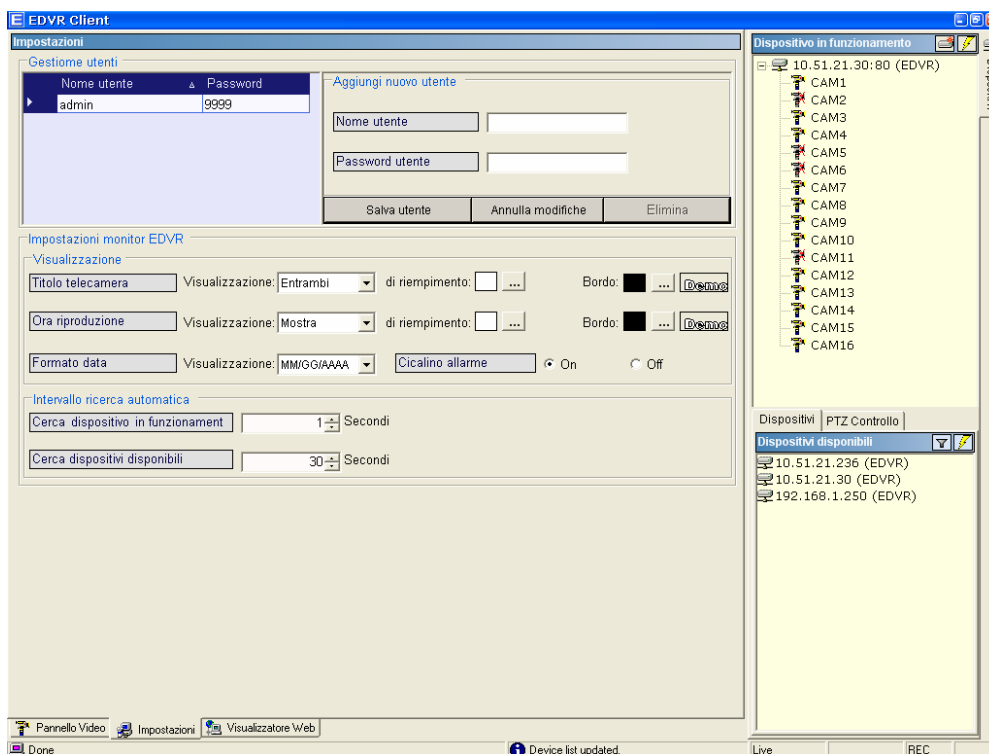 EDVR Client
Impostazioni
Gestiome utenti
Nome utente Password
admin 9999
Aggiungi nuovo utente
Nome utente
Password utente
Salva utente Annulla modifiche Elimina
Impostazioni monitor EDVR
Visualizzazione
Titolo telecamera Visualizzazione: Entrambi di riempimento: ... Bordo: ... Demo
Ora riproduzione Visualizzazione: Mostra di riempimento: ... Bordo: ... Demo
Formato data Visualizzazione: MM/GG/AAAA Cicalino allarme On Off
Intervallo ricerca automatica
Cerca dispositivo in funzionament 1 Secondi
Cerca dispositivi disponibili 30 Secondi
Pannello Video Impostazioni Visualizzatore Web
Done Device list updated. Live REC
Dispositivo in funzionamento
10.51.21.30:80 (EDVR)
CAM1
CAM2
CAM3
CAM4
CAM5
CAM6
CAM7
CAM8
CAM9
CAM10
CAM11
CAM12
CAM13
CAM14
CAM15
CAM16
Dispositivi PTZ Controllo
Dispositivi disponibili
10.51.21.236 (EDVR)
10.51.21.30 (EDVR)
192.168.1.250 (EDVR)